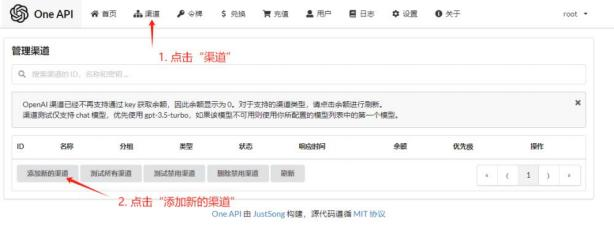 One API 首页 渠道 令牌 兑换 充值 用户 日志 设置 关于 root
管理渠道
1. 点击“渠道”
搜索渠道的 ID，名称和密钥 ...
OpenAI 渠道已经不再支持通过 key 获取余额，因此余额显示为 0。对于支持的渠道类型，请点击余额进行刷新。
渠道测试仅支持 chat 模型，优先使用 gpt-3.5-turbo，如果该模型不可用则使用你所配置的模型列表中的第一个模型。
ID 名称 分组 类型 状态 响应时间 余额 优先级 操作
添加新的渠道 测试所有渠道 测试禁用渠道 删除禁用渠道 刷新 « ⟨ 1 ⟩ »
2. 点击“添加新的渠道”
One API 由 JustSong 构建，源代码遵循 MIT 协议